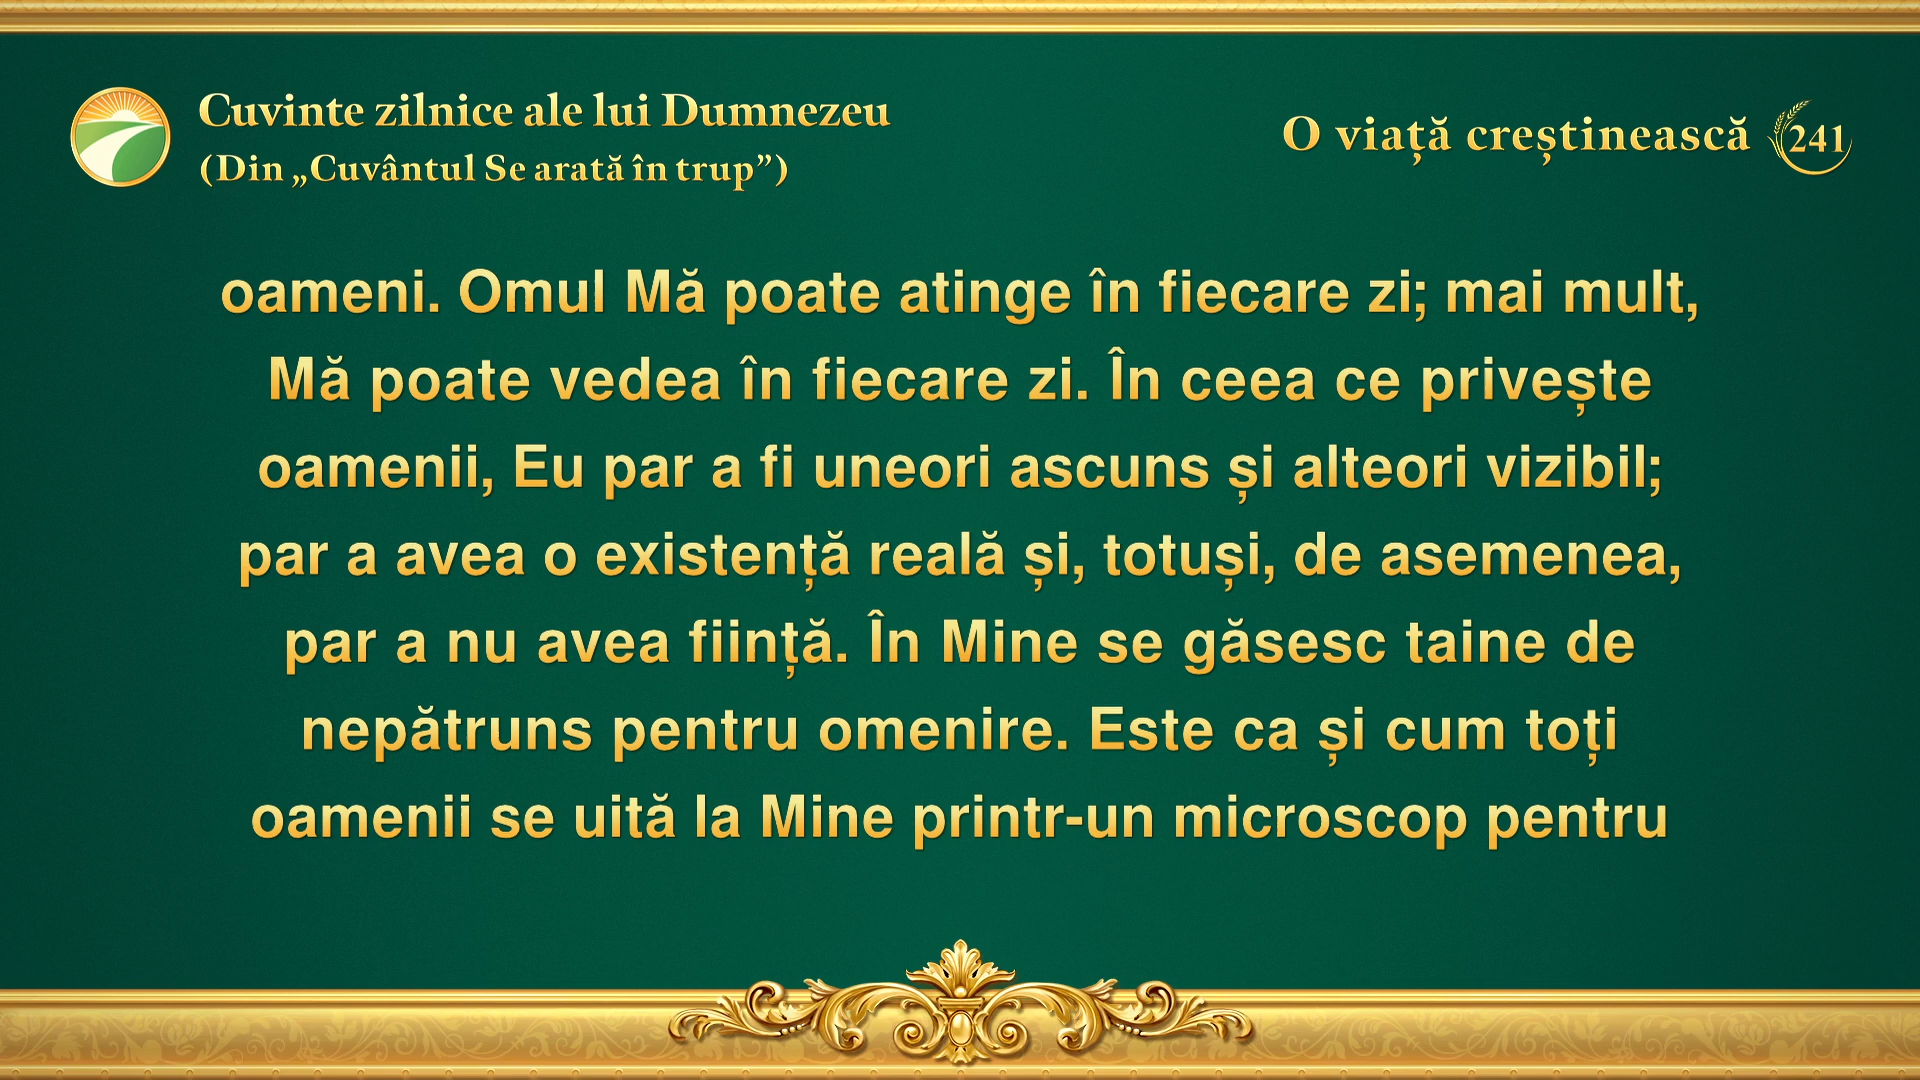 Cuvinte zilnice ale lui Dumnezeu
(Din „Cuvântul Se arată în trup”)
O viață creștinească 241
oameni. Omul Mă poate atinge în fiecare zi; mai mult,
Mă poate vedea în fiecare zi. În ceea ce privește
oamenii, Eu par a fi uneori ascuns și alteori vizibil;
par a avea o existență reală și, totuși, de asemenea,
par a nu avea ființă. În Mine se găsesc taine de
nepătruns pentru omenire. Este ca și cum toți
oamenii se uită la Mine printr-un microscop pentru